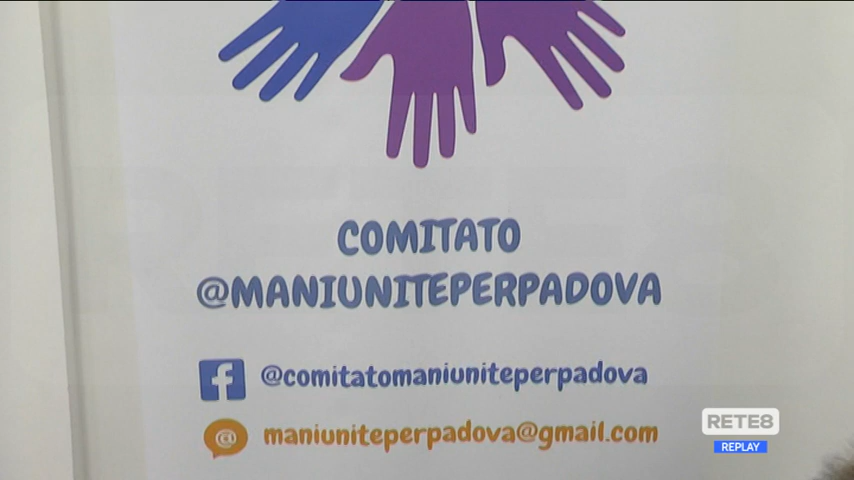 COMITATO
@MANIUNITEPERPADOVA
@comitatomaniuniteperpadova
maniuniteperpadova@gmail.com
RETE8
REPLAY